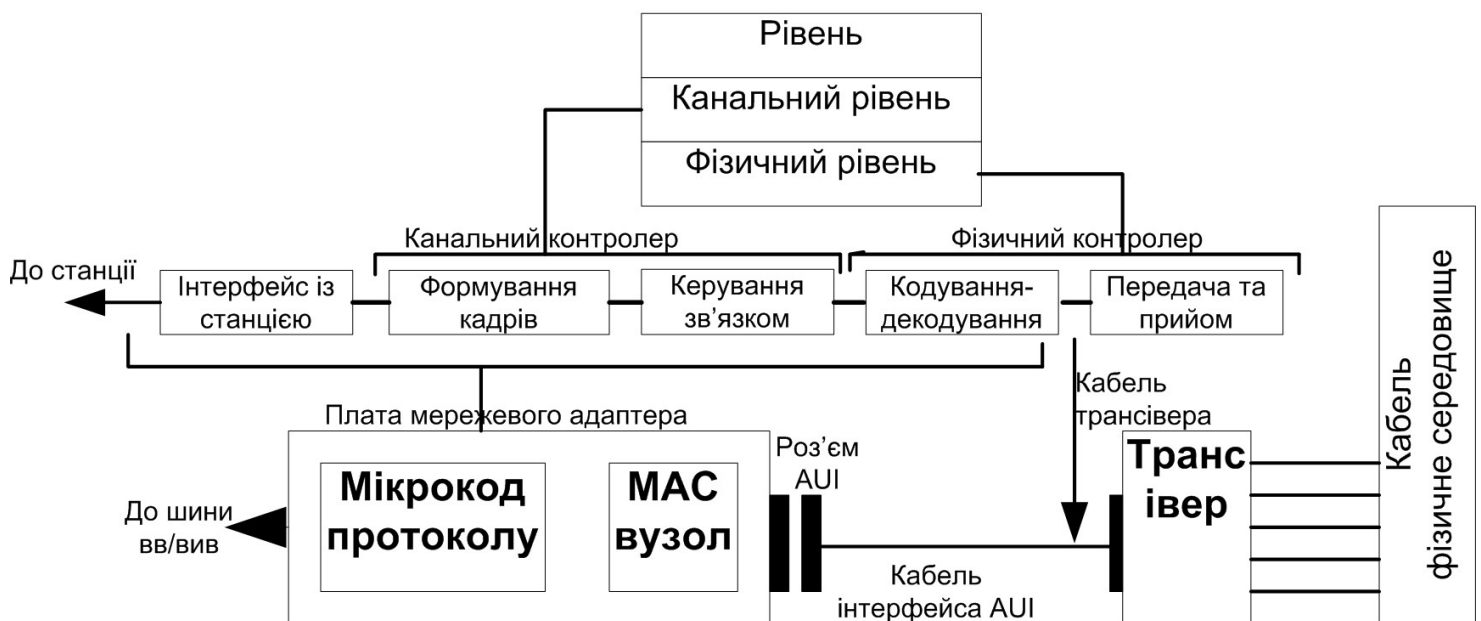 Рівень
Канальний рівень
Фізичний рівень
Канальний контролер
Фізичний контролер
До станції
Інтерфейс із
станцією
Формування
кадрів
Керування
зв’язком
Кодування-
декодування
Передача та
прийом
Кабель
фізичне середовище
Плата мережевого адаптера
Кабель
трансівера
Роз’єм
AUI
Мікрокод
протоколу
MAC
вузол
Транс
івер
До шини
вв/вив
Кабель
інтерфейса AUI